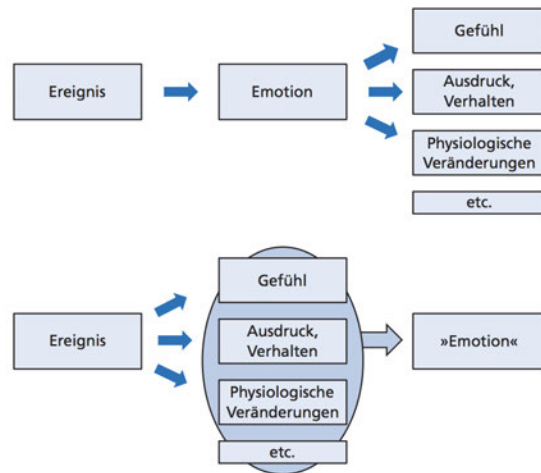 Gefühl
Ereignis
Emotion
Ausdruck,
Verhalten
Physiologische
Veränderungen
etc.
Gefühl
Ereignis
Ausdruck,
Verhalten
»Emotion«
Physiologische
Veränderungen
etc.